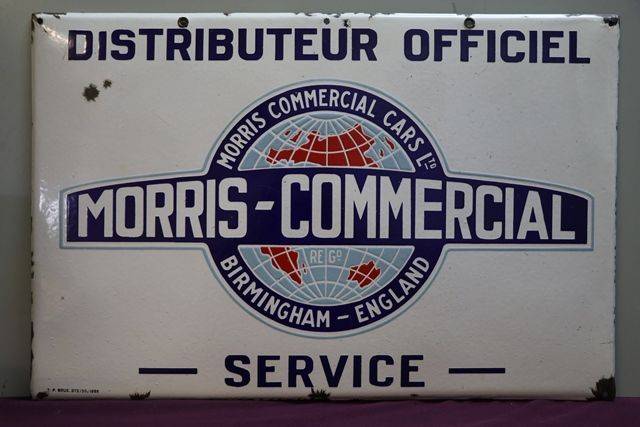 DISTRIBUTEUR OFFICIEL
MORRIS COMMERCIAL CARS LTD
MORRIS-COMMERCIAL
REGD
BIRMINGHAM - ENGLAND
— SERVICE —